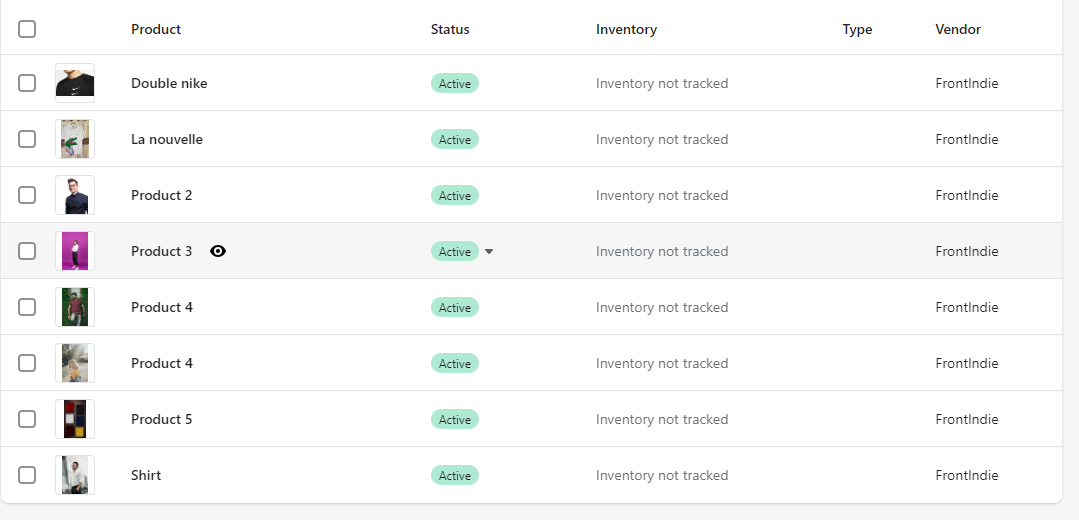 Product Status Inventory Type Vendor
Double nike Active Inventory not tracked FrontIndie
La nouvelle Active Inventory not tracked FrontIndie
Product 2 Active Inventory not tracked FrontIndie
Product 3 Active Inventory not tracked FrontIndie
Product 4 Active Inventory not tracked FrontIndie
Product 4 Active Inventory not tracked FrontIndie
Product 5 Active Inventory not tracked FrontIndie
Shirt Active Inventory not tracked FrontIndie